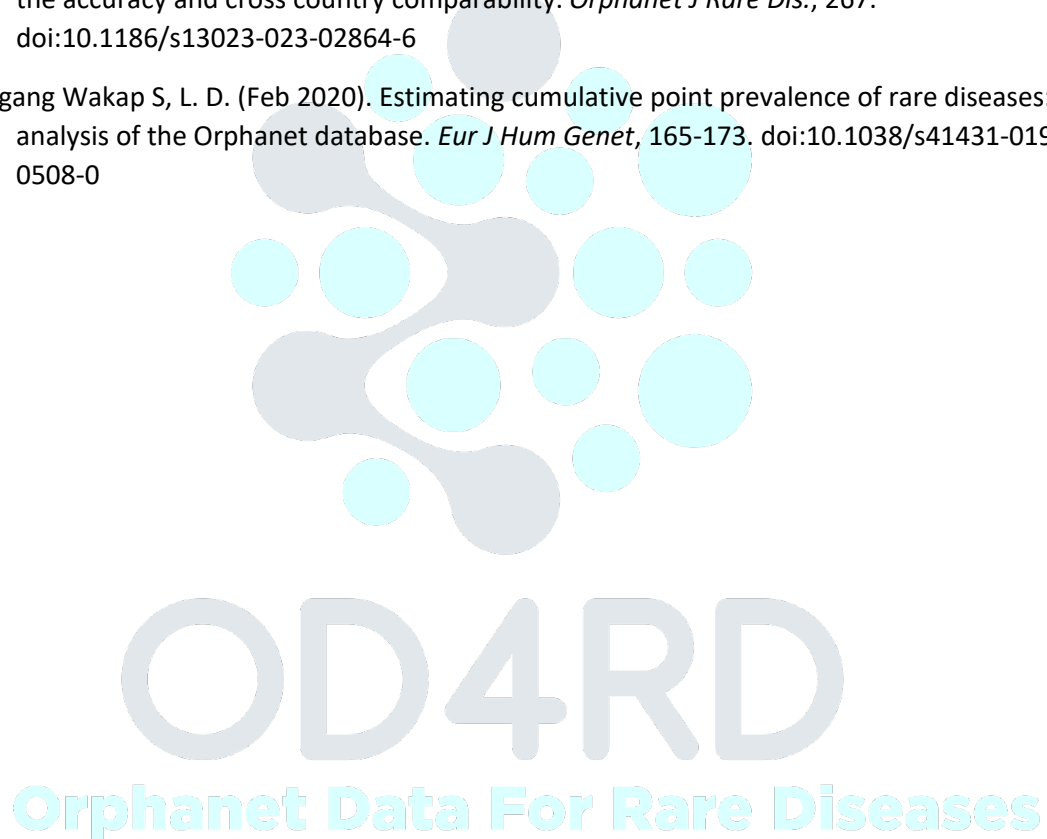 the accuracy and cross country comparability. Orphanet J Rare Dis., 267.
doi:10.1186/s13023-023-02864-6
gang Wakap S, L. D. (Feb 2020). Estimating cumulative point prevalence of rare diseases:
analysis of the Orphanet database. Eur J Hum Genet, 165-173. doi:10.1038/s41431-019
0508-0
OD4RD
Orphanet Data For Rare Diseases